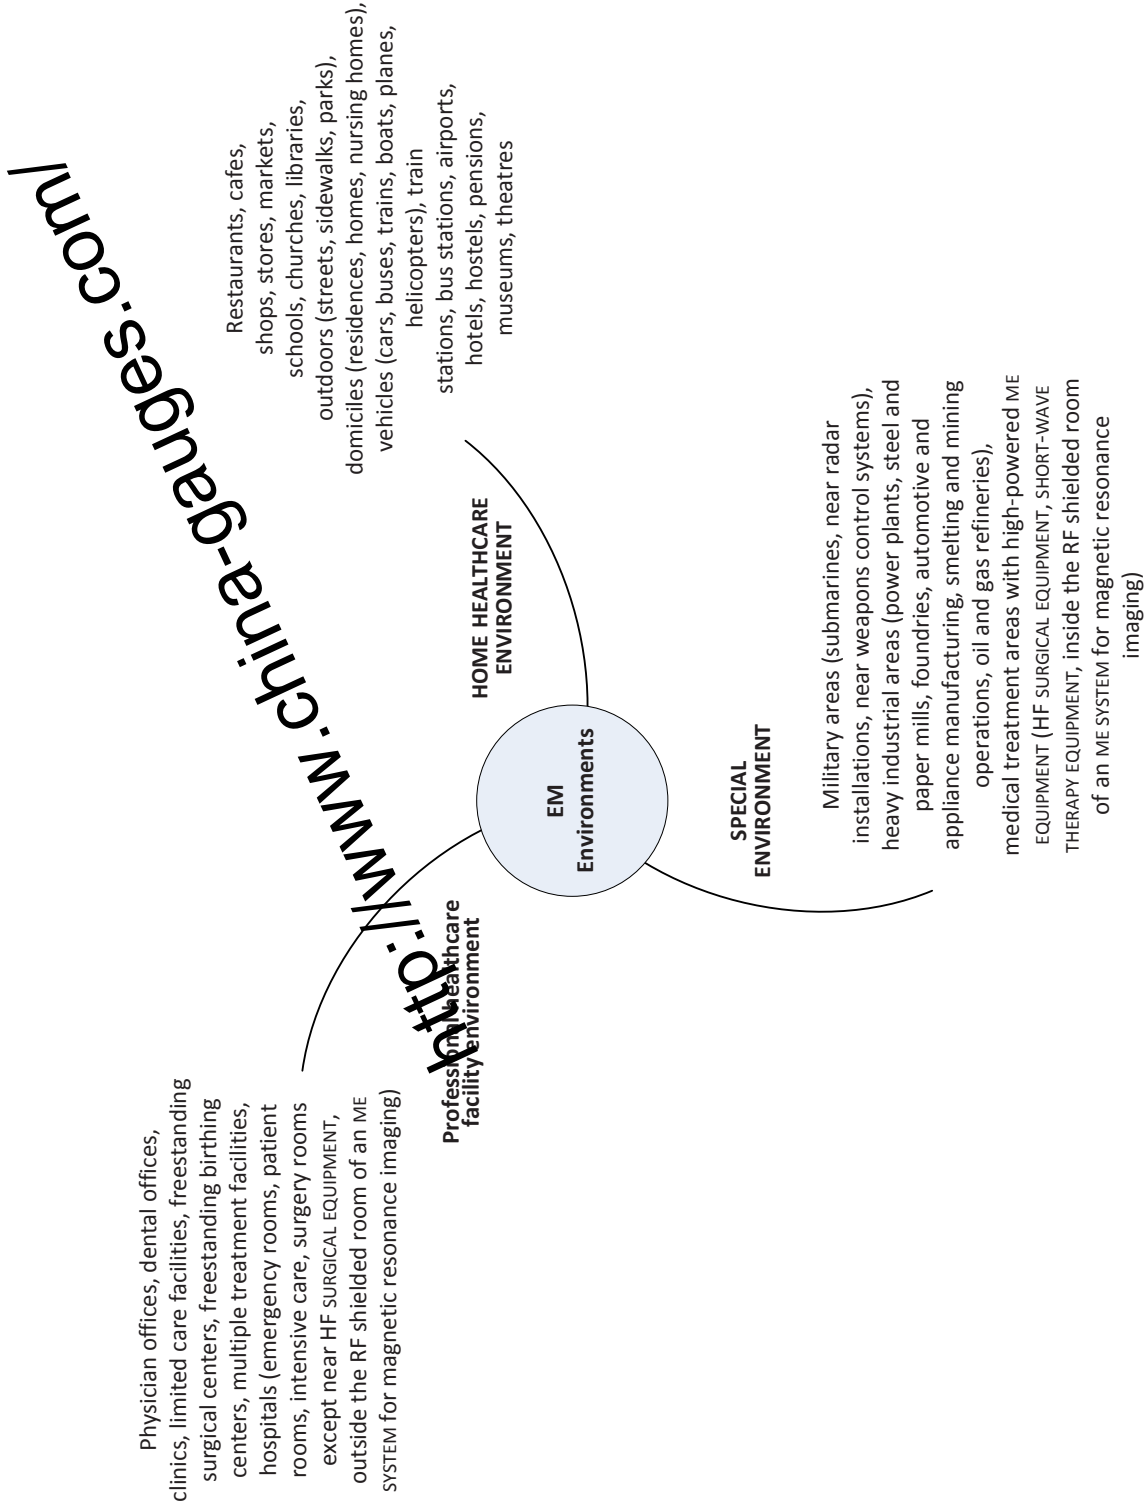 Physician offices, dental offices,
clinics, limited care facilities, freestanding
surgical centers, freestanding birthing
centers, multiple treatment facilities,
hospitals (emergency rooms, patient
rooms, intensive care, surgery rooms
except near HF SURGICAL EQUIPMENT,
outside the RF shielded room of an ME
SYSTEM for magnetic resonance imaging)
Professional healthcare
facility environment
EM
Environments
HOME HEALTHCARE
ENVIRONMENT
Restaurants, cafes,
shops, stores, markets,
schools, churches, libraries,
outdoors (streets, sidewalks, parks),
domiciles (residences, homes, nursing homes),
vehicles (cars, buses, trains, boats, planes,
helicopters), train
stations, bus stations, airports,
hotels, hostels, pensions,
museums, theatres
SPECIAL
ENVIRONMENT
Military areas (submarines, near radar
installations, near weapons control systems),
heavy industrial areas (power plants, steel and
paper mills, foundries, automotive and
appliance manufacturing, smelting and mining
operations, oil and gas refineries),
medical treatment areas with high-powered ME
EQUIPMENT (HF SURGICAL EQUIPMENT, SHORT-WAVE
THERAPY EQUIPMENT, inside the RF shielded room
of an ME SYSTEM for magnetic resonance
imaging)
http://www.china-gauges.com/